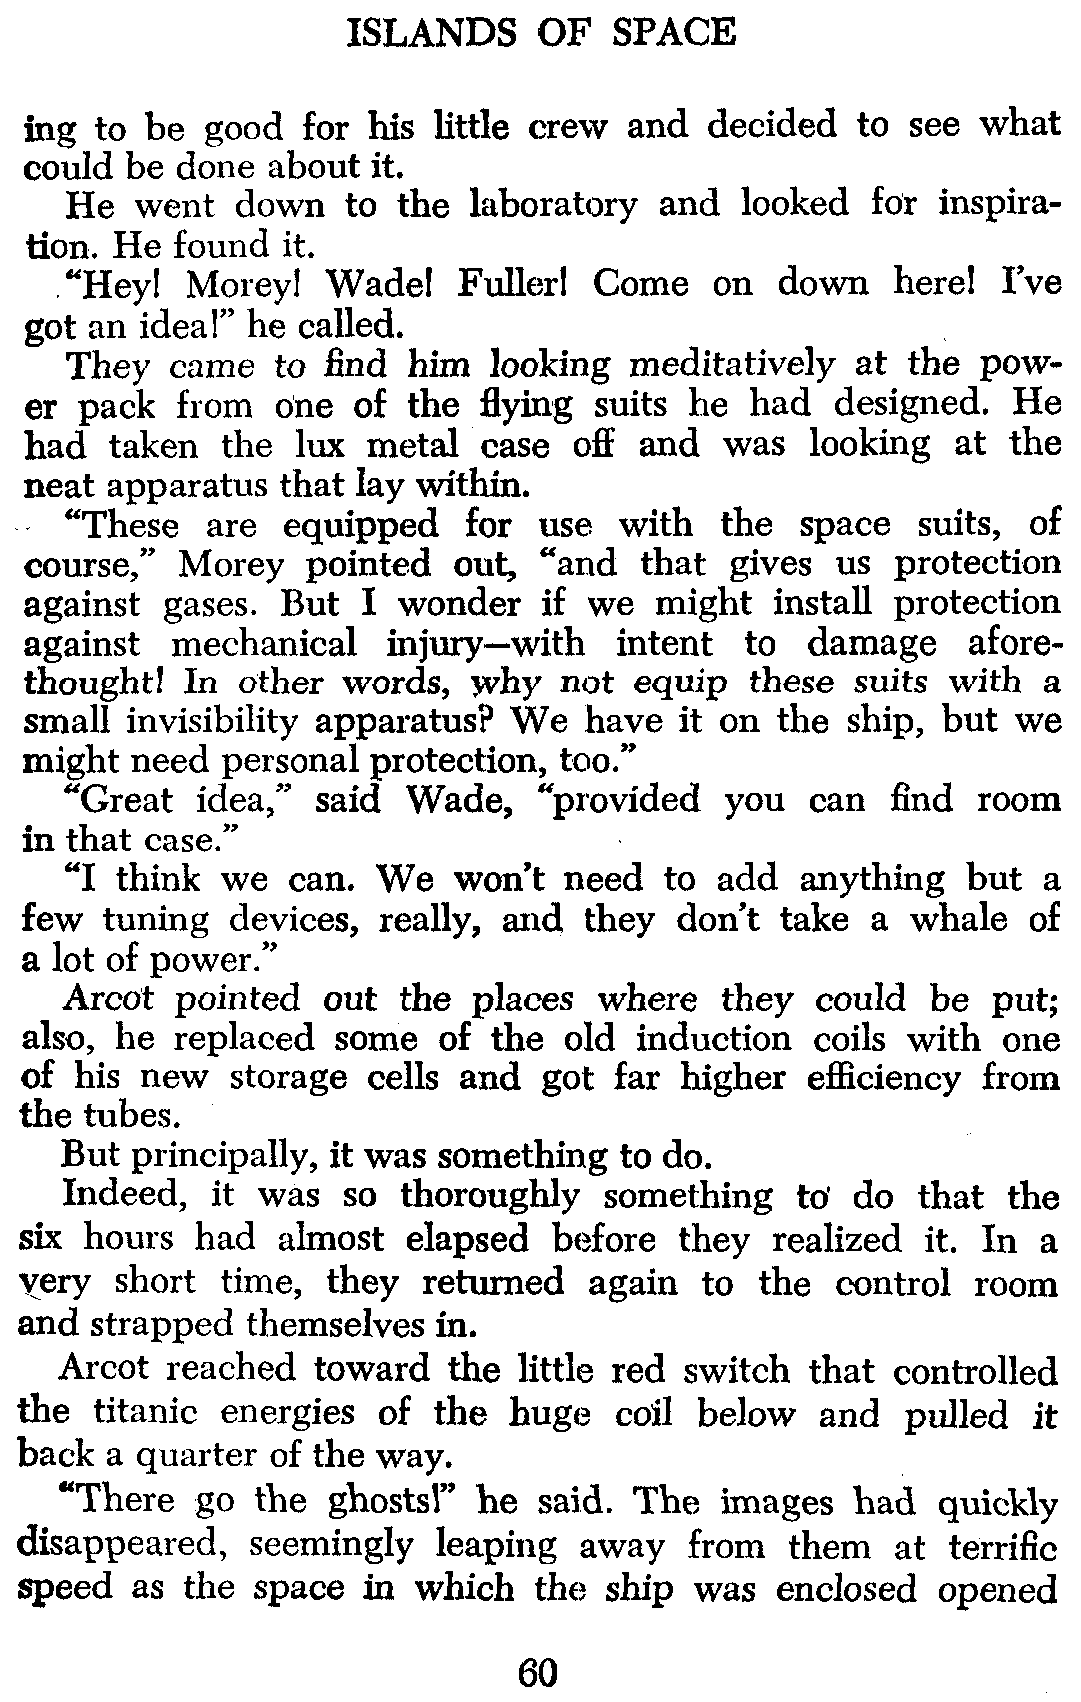 ISLANDS OF SPACE
ing to be good for his little crew and decided to see what
could be done about it.
He went down to the laboratory and looked for inspira-
tion. He found it.
“Hey! Morey! Wade! Fuller! Come on down here! I’ve
got an idea!” he called.
They came to find him looking meditatively at the pow-
er pack from one of the flying suits he had designed. He
had taken the lux metal case off and was looking at the
neat apparatus that lay within.
“These are equipped for use with the space suits, of
course,” Morey pointed out, “and that gives us protection
against gases. But I wonder if we might install protection
against mechanical injury—with intent to damage afore-
thought! In other words, why not equip these suits with a
small invisibility apparatus? We have it on the ship, but we
might need personal protection, too.”
“Great idea,” said Wade, “provided you can find room
in that case.”
“I think we can. We won’t need to add anything but a
few tuning devices, really, and they don’t take a whale of
a lot of power.”
Arcot pointed out the places where they could be put;
also, he replaced some of the old induction coils with one
of his new storage cells and got far higher efficiency from
the tubes.
But principally, it was something to do.
Indeed, it was so thoroughly something to do that the
six hours had almost elapsed before they realized it. In a
very short time, they returned again to the control room
and strapped themselves in.
Arcot reached toward the little red switch that controlled
the titanic energies of the huge coil below and pulled it
back a quarter of the way.
“There go the ghosts!” he said. The images had quickly
disappeared, seemingly leaping away from them at terrific
speed as the space in which the ship was enclosed opened
60